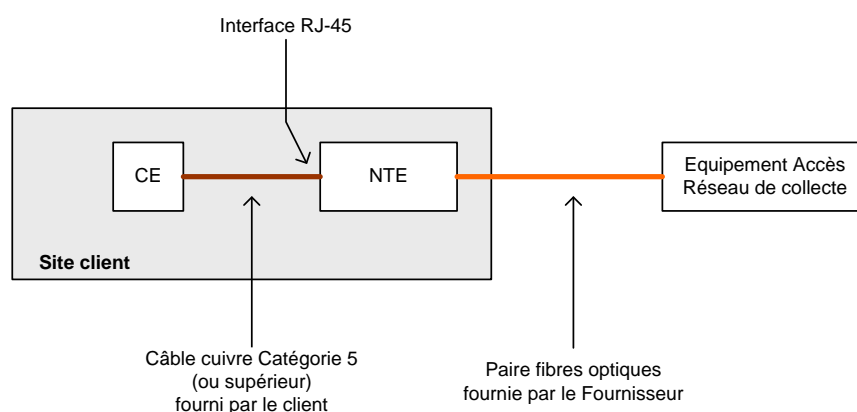 Interface RJ-45
CE
NTE
Equipement Accès
Réseau de collecte
Site client
Câble cuivre Catégorie 5
(ou supérieur)
fourni par le client
Paire fibres optiques
fournie par le Fournisseur